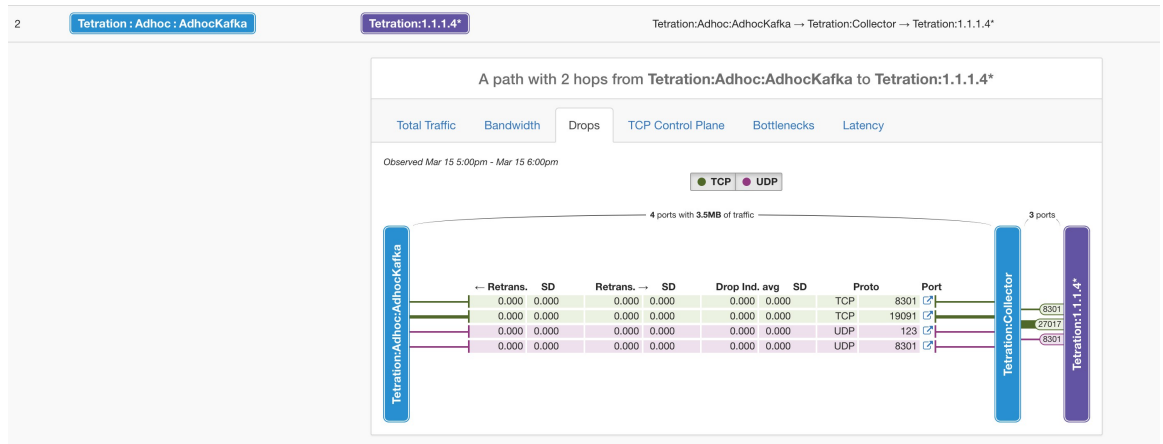 2 Tetration : Adhoc : AdhocKafka Tetration:1.1.1.4* Tetration:Adhoc:AdhocKafka → Tetration:Collector → Tetration:1.1.1.4*
A path with 2 hops from Tetration:Adhoc:AdhocKafka to Tetration:1.1.1.4*
Total Traffic Bandwidth Drops TCP Control Plane Bottlenecks Latency
Observed Mar 15 5:00pm - Mar 15 6:00pm
TCP UDP
4 ports with 3.5MB of traffic 3 ports
Tetration:Adhoc:AdhocKafka
← Retrans. SD Retrans. → SD Drop Ind. avg SD Proto Port
0.000 0.000 0.000 0.000 0.000 0.000 TCP 8301
0.000 0.000 0.000 0.000 0.000 0.000 TCP 19091
0.000 0.000 0.000 0.000 0.000 0.000 UDP 123
0.000 0.000 0.000 0.000 0.000 0.000 UDP 8301
Tetration:Collector
8301
27017
8301
Tetration:1.1.1.4*